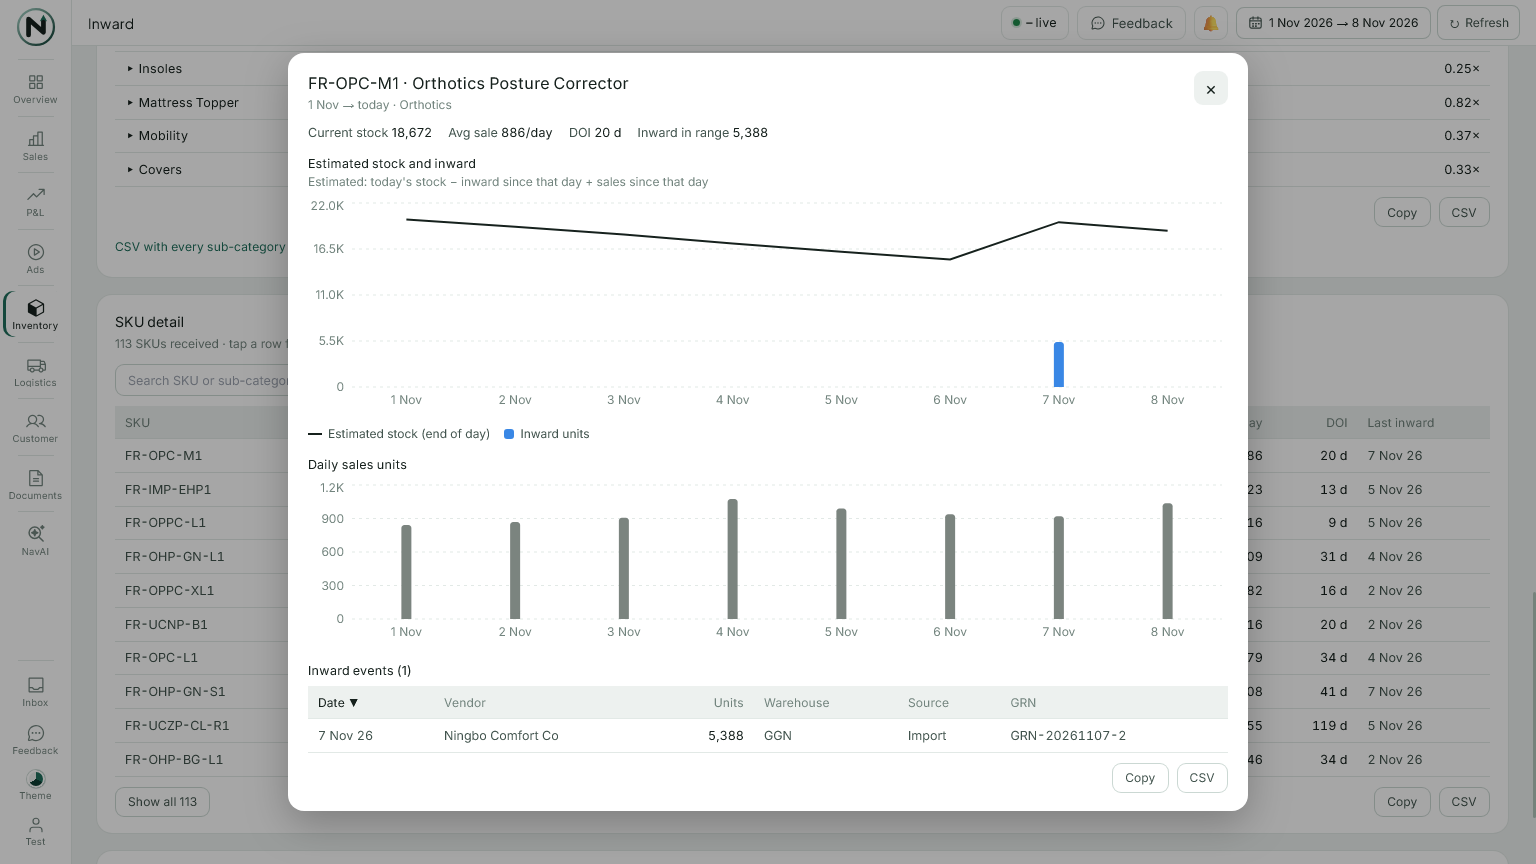 N
Inward
– live
Feedback
1 Nov 2026 → 8 Nov 2026
Refresh
Overview
Sales
P&L
Ads
Inventory
Logistics
Customer
Documents
NavAI
Inbox
Feedback
Theme
Test
Insoles 0.25×
Mattress Topper 0.82×
Mobility 0.37×
Covers 0.33×
Copy CSV
CSV with every sub-category
SKU detail
113 SKUs received · tap a row
Search SKU or sub-categor
SKU DOI Last inward
FR-OPC-M1 86 20 d 7 Nov 26
FR-IMP-EHP1 23 13 d 5 Nov 26
FR-OPPC-L1 16 9 d 5 Nov 26
FR-OHP-GN-L1 09 31 d 4 Nov 26
FR-OPPC-XL1 82 16 d 2 Nov 26
FR-UCNP-B1 16 20 d 2 Nov 26
FR-OPC-L1 79 34 d 4 Nov 26
FR-OHP-GN-S1 08 41 d 7 Nov 26
FR-UCZP-CL-R1 55 119 d 5 Nov 26
FR-OHP-BG-L1 46 34 d 2 Nov 26
Show all 113
Copy CSV
FR-OPC-M1 · Orthotics Posture Corrector
×
1 Nov → today · Orthotics
Current stock 18,672 Avg sale 886/day DOI 20 d Inward in range 5,388
Estimated stock and inward
Estimated: today's stock − inward since that day + sales since that day
22.0K
16.5K
11.0K
5.5K
0
1 Nov 2 Nov 3 Nov 4 Nov 5 Nov 6 Nov 7 Nov 8 Nov
Estimated stock (end of day) Inward units
Daily sales units
1.2K
900
600
300
0
1 Nov 2 Nov 3 Nov 4 Nov 5 Nov 6 Nov 7 Nov 8 Nov
Inward events (1)
Date ▼ Vendor Units Warehouse Source GRN
7 Nov 26 Ningbo Comfort Co 5,388 GGN Import GRN-20261107-2
Copy CSV